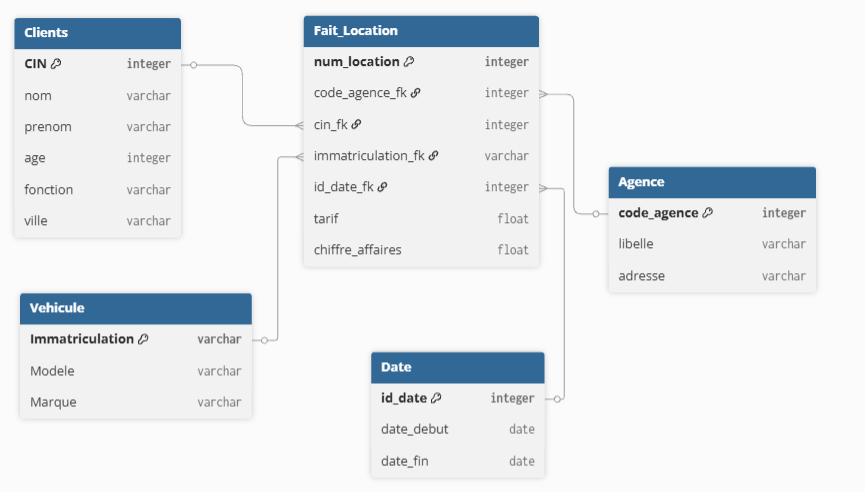 Clients
CIN integer
nom varchar
prenom varchar
age integer
fonction varchar
ville varchar
Fait_Location
num_location integer
code_agence_fk integer
cin_fk integer
immatriculation_fk varchar
id_date_fk integer
tarif float
chiffre_affaires float
Agence
code_agence integer
libelle varchar
adresse varchar
Vehicule
Immatriculation varchar
Modele varchar
Marque varchar
Date
id_date integer
date_debut date
date_fin date